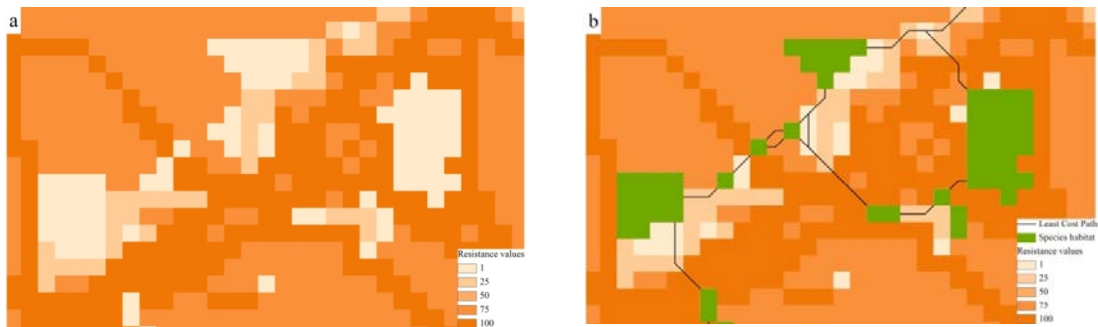 a
Resistance values
1
25
50
75
100
b
Least Cost Path
Species habitat
Resistance values
1
25
50
75
100